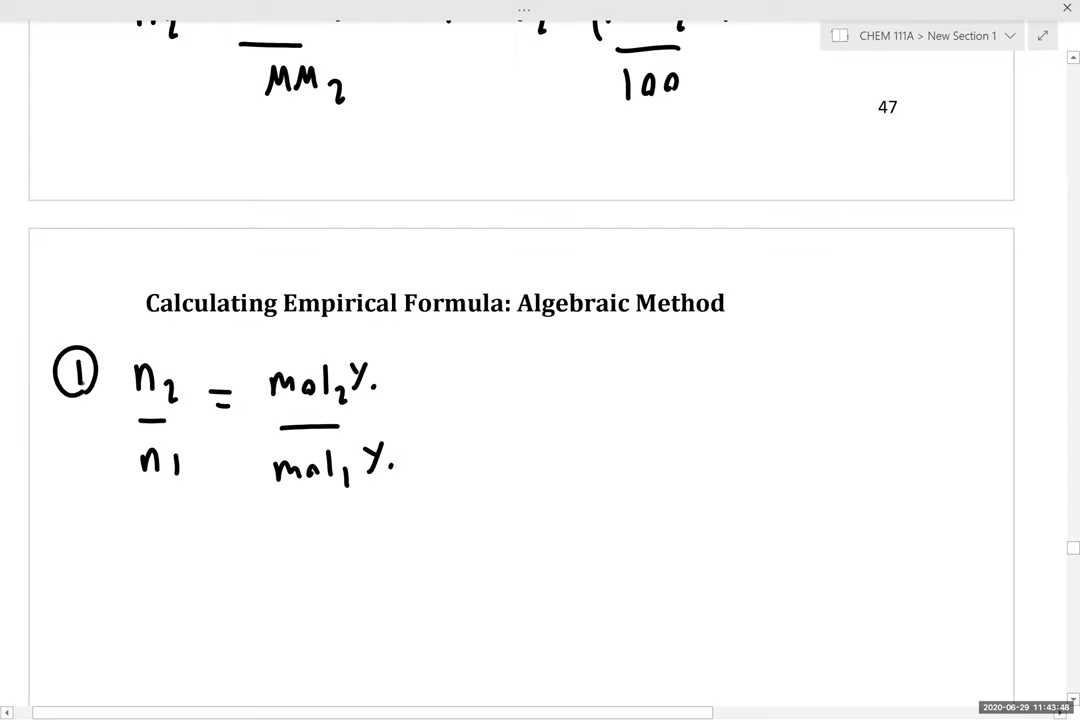 CHEM 111A > New Section 1
MM2
100
47
Calculating Empirical Formula: Algebraic Method
① n2 = mol2 %
n1 mol1 %
2020-06-29 11:43:48